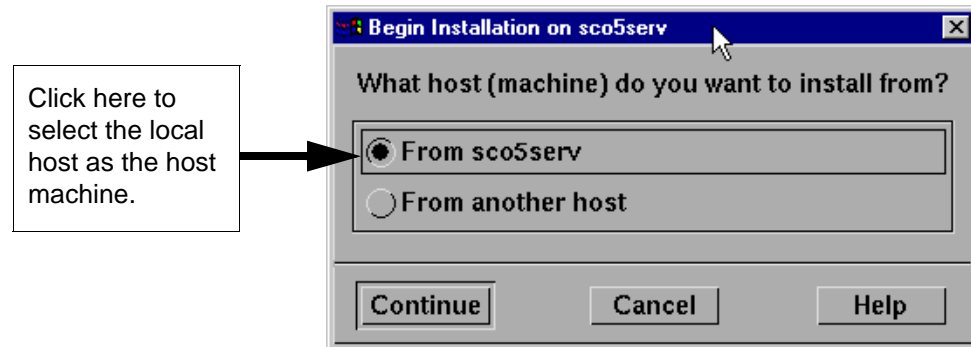 Begin Installation on sco5serv
What host (machine) do you want to install from?
Click here to
select the local
host as the host
machine.
From sco5serv
From another host
Continue Cancel Help